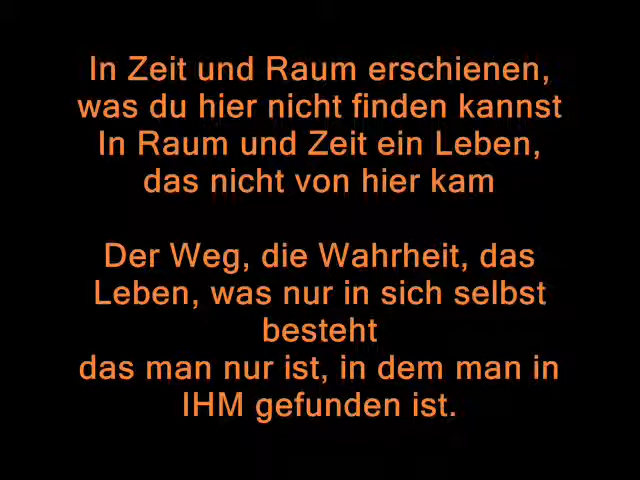 In Zeit und Raum erschienen,
was du hier nicht finden kannst
In Raum und Zeit ein Leben,
das nicht von hier kam
Der Weg, die Wahrheit, das
Leben, was nur in sich selbst
besteht
das man nur ist, in dem man in
IHM gefunden ist.